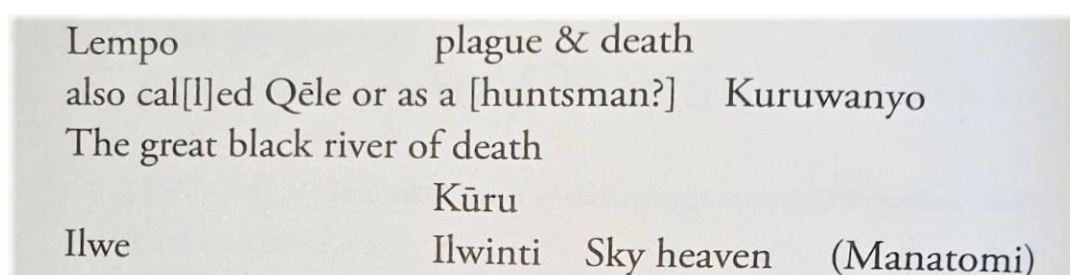 Lempo plague & death
also cal[l]ed Qēle or as a [huntsman?] Kuruwanyo
The great black river of death
Kūru
Ilwe Ilwinti Sky heaven (Manatomi)